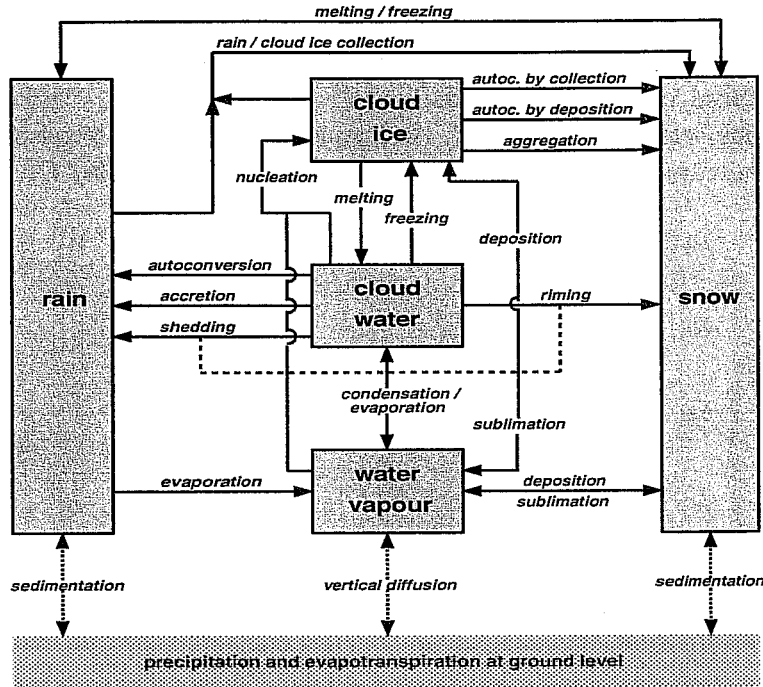 melting / freezing
rain / cloud ice collection
cloud
ice
autoc. by collection
autoc. by deposition
aggregation
nucleation
melting
freezing
deposition
rain
autoconversion
accretion
shedding
cloud
water
riming
snow
condensation /
evaporation
sublimation
evaporation
water
vapour
deposition
sublimation
sedimentation
vertical diffusion
sedimentation
precipitation and evapotranspiration at ground level